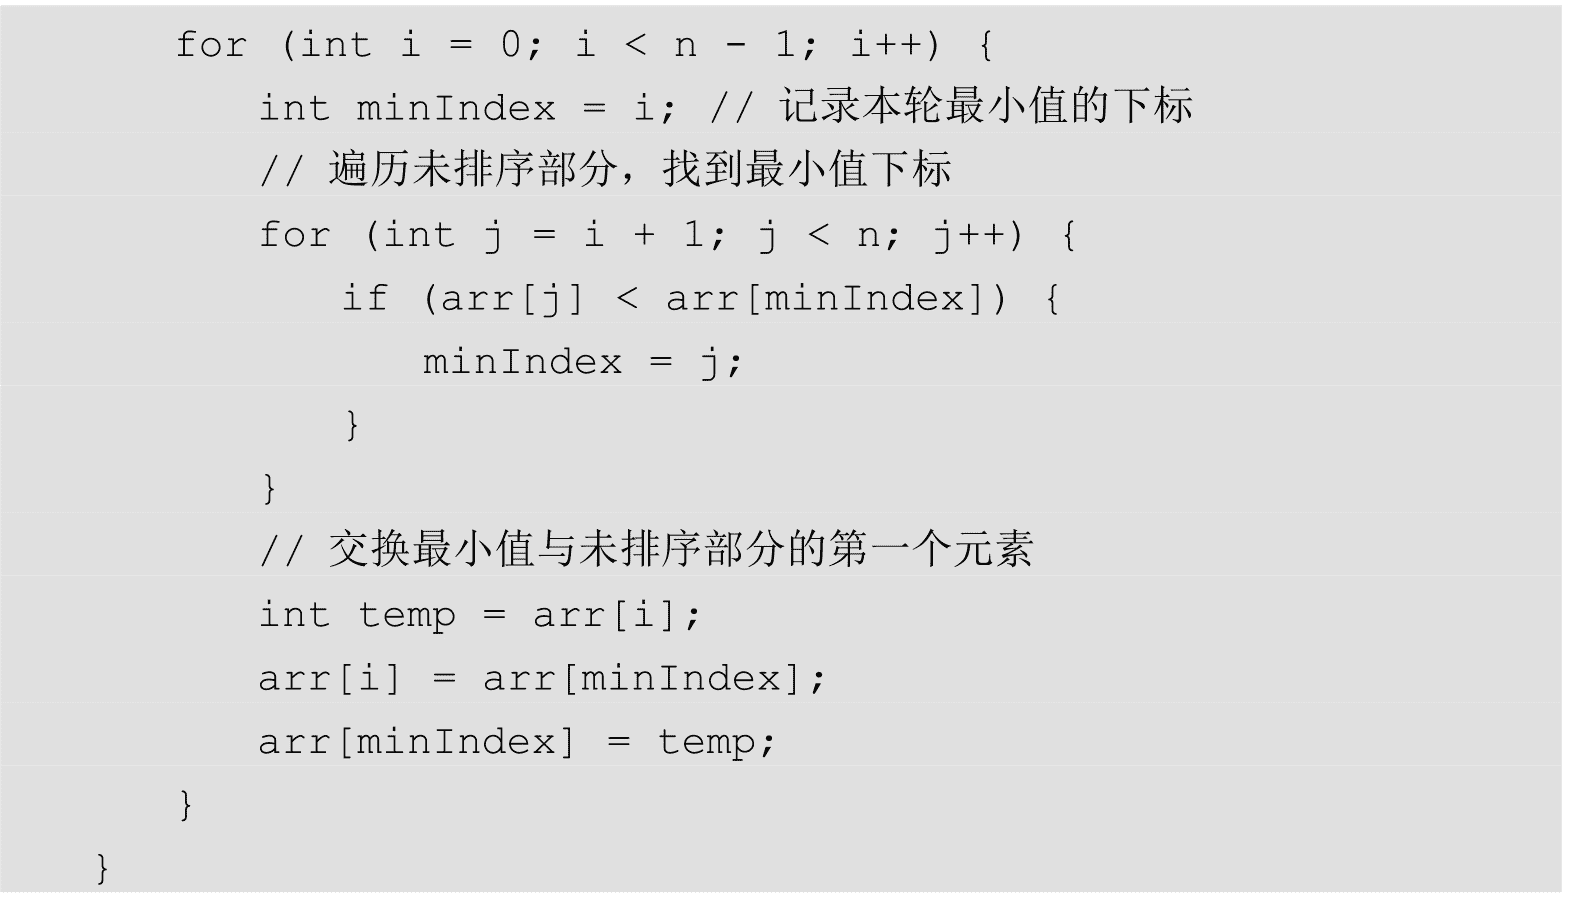 for (int i = 0; i < n - 1; i++) {
int minIndex = i; // 记录本轮最小值的下标
// 遍历未排序部分，找到最小值下标
for (int j = i + 1; j < n; j++) {
if (arr[j] < arr[minIndex]) {
minIndex = j;
}
}
// 交换最小值与未排序部分的第一个元素
int temp = arr[i];
arr[i] = arr[minIndex];
arr[minIndex] = temp;
}
}